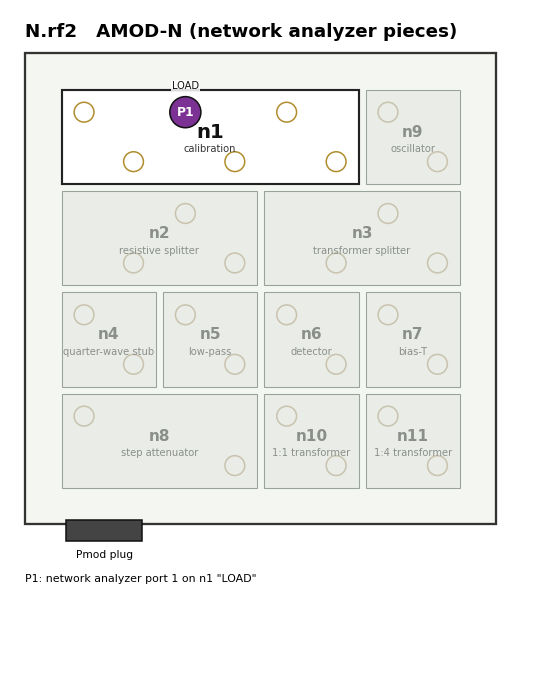 N.rf2 AMOD-N (network analyzer pieces)
LOAD
P1
n1
calibration
n9
oscillator
n2
resistive splitter
n3
transformer splitter
n4
quarter-wave stub
n5
low-pass
n6
detector
n7
bias-T
n8
step attenuator
n10
1:1 transformer
n11
1:4 transformer
Pmod plug
P1: network analyzer port 1 on n1 "LOAD"